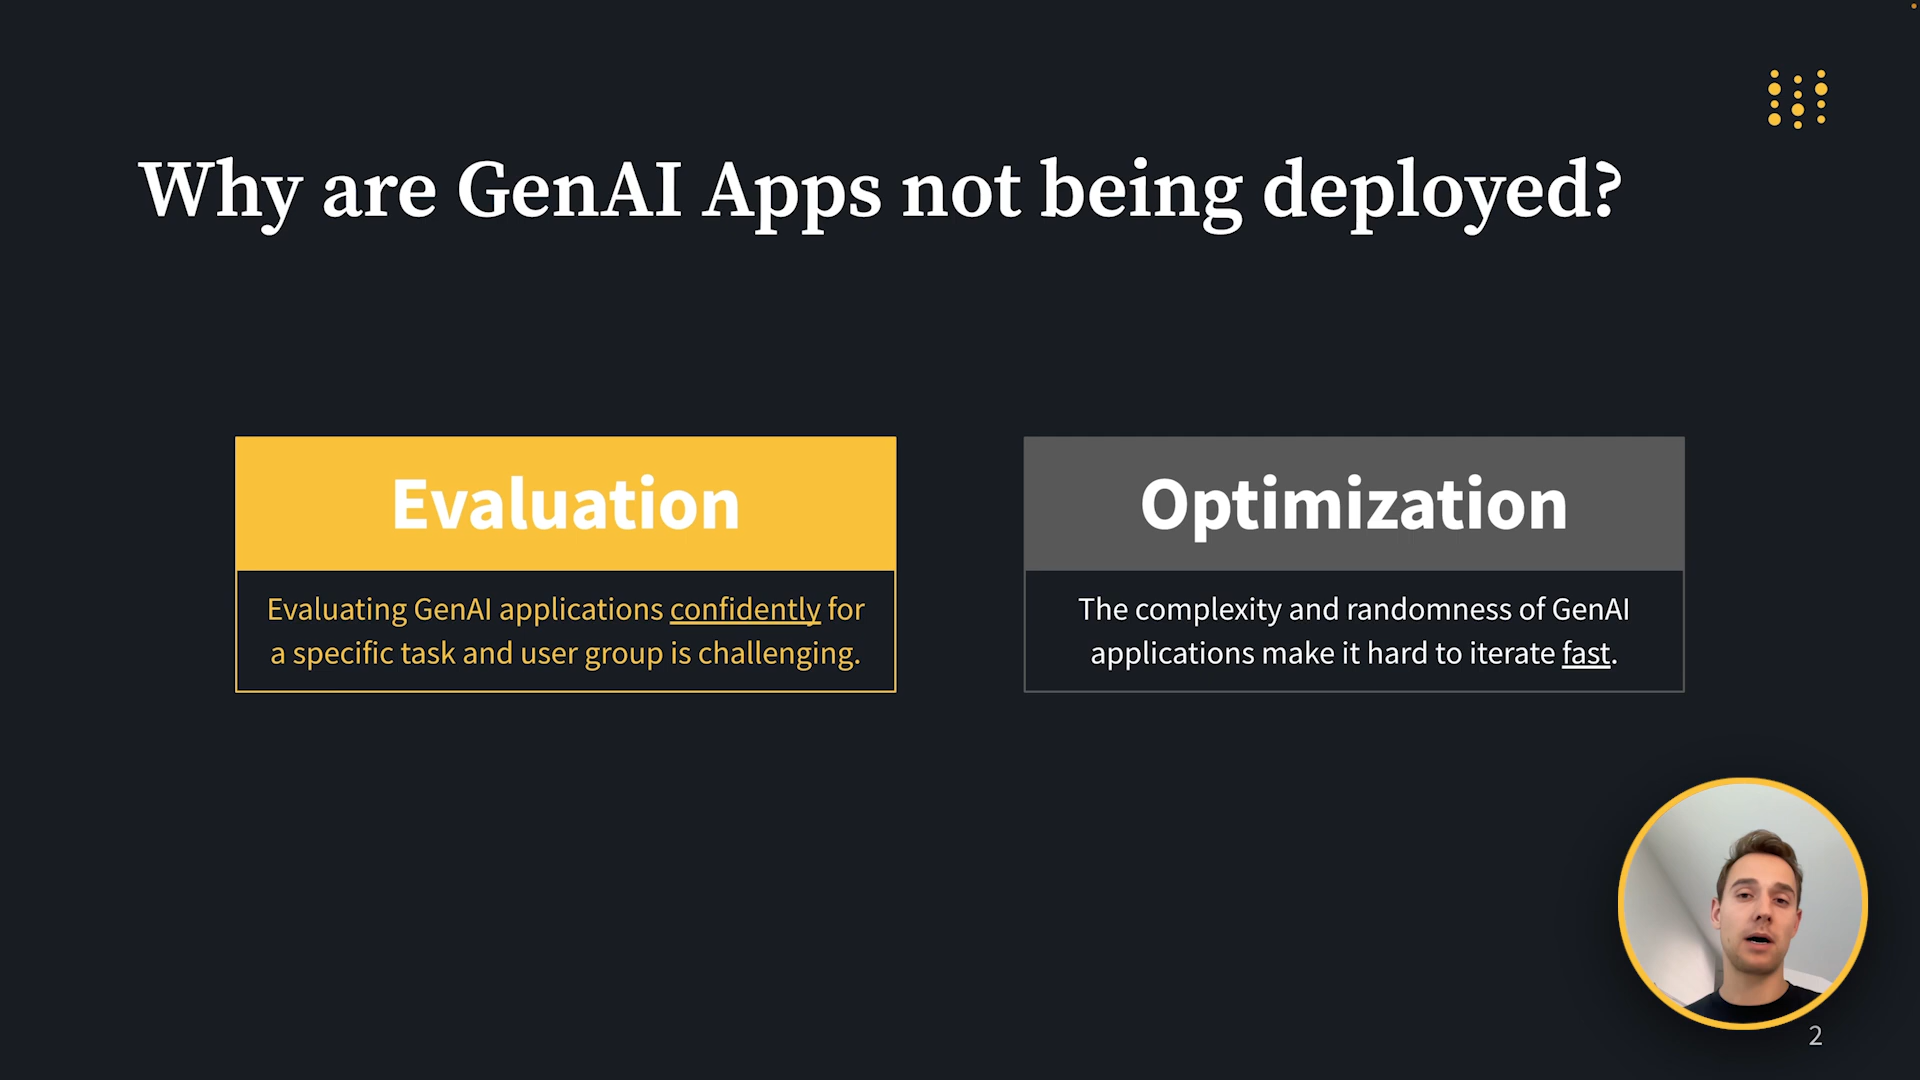 Why are GenAI Apps not being deployed?
Evaluation
Evaluating GenAI applications confidently for
a specific task and user group is challenging.
Optimization
The complexity and randomness of GenAI
applications make it hard to iterate fast.
2